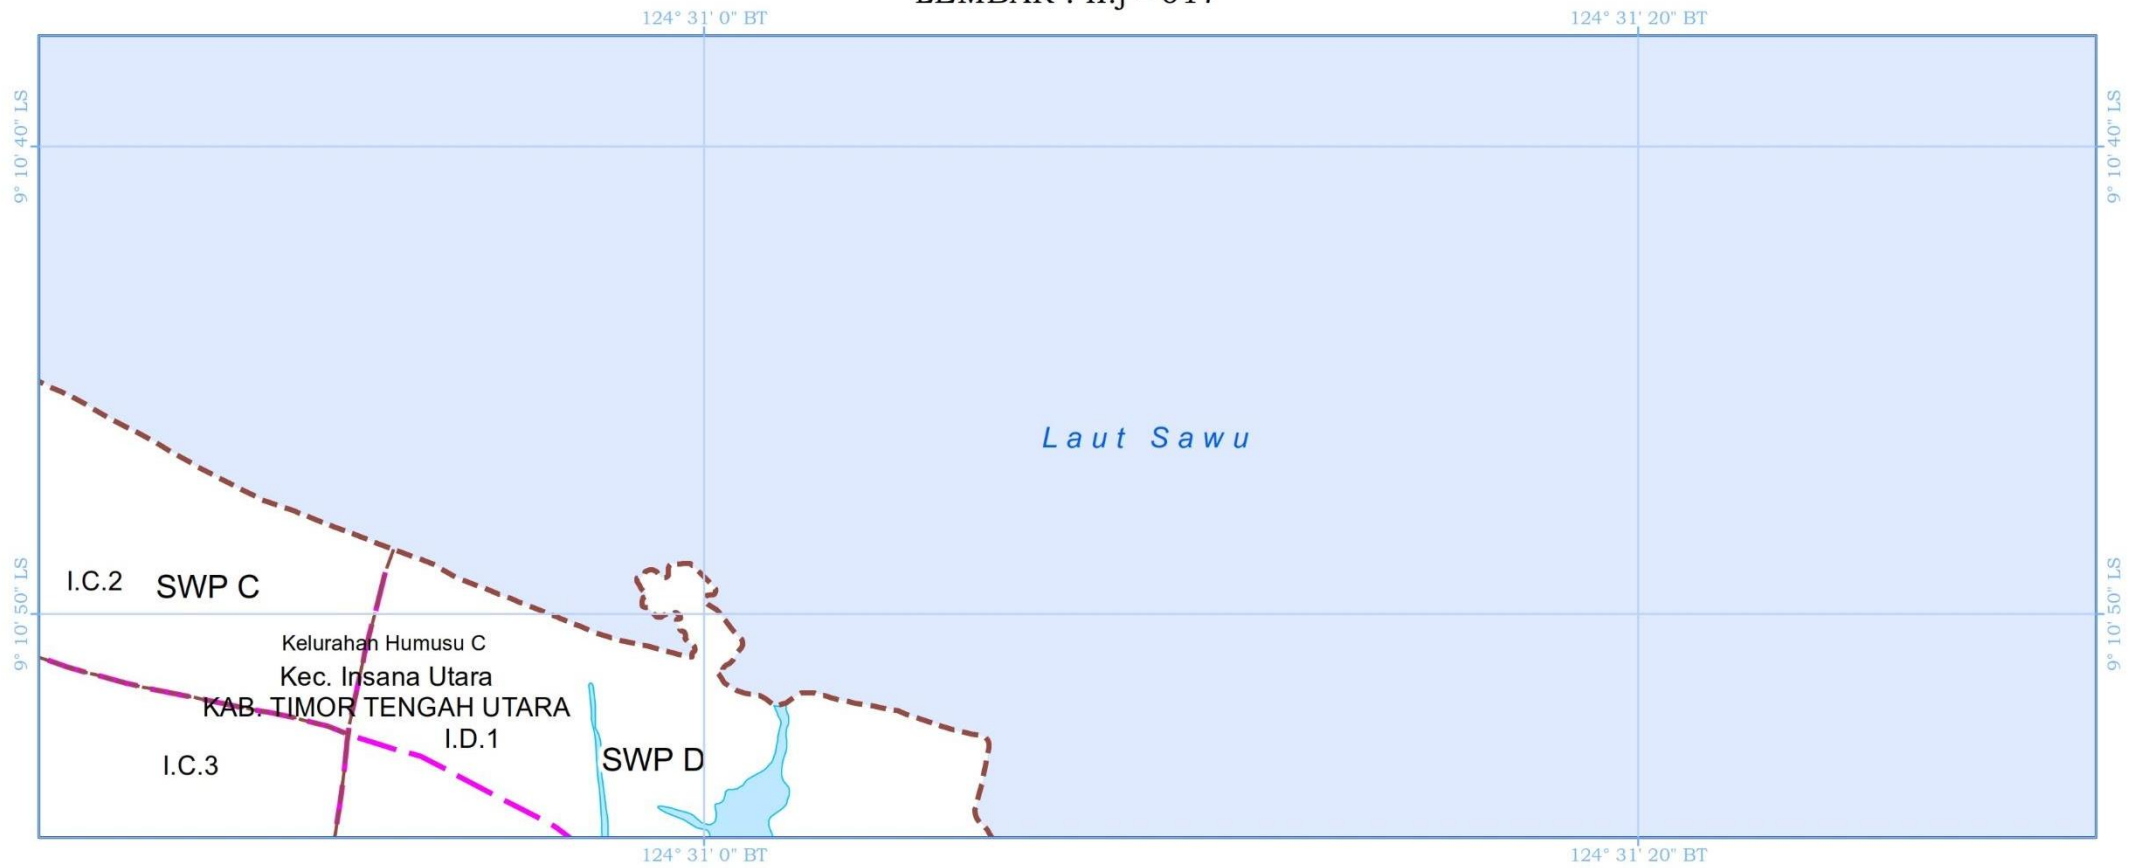 124° 31' 0" BT
124° 31' 20" BT
9° 10' 40" LS
9° 10' 40" LS
Laut Sawu
9° 10' 50" LS
9° 10' 50" LS
I.C.2
SWP C
Kelurahan Humusu C
Kec. Insana Utara
KAB. TIMOR TENGAH UTARA
I.D.1
SWP D
I.C.3
124° 31' 0" BT
124° 31' 20" BT